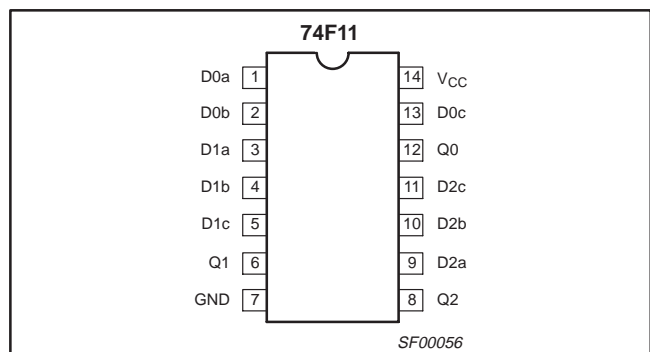 74F11
D0a 1 14 VCC
D0b 2 13 D0c
D1a 3 12 Q0
D1b 4 11 D2c
D1c 5 10 D2b
Q1 6 9 D2a
GND 7 8 Q2
SF00056